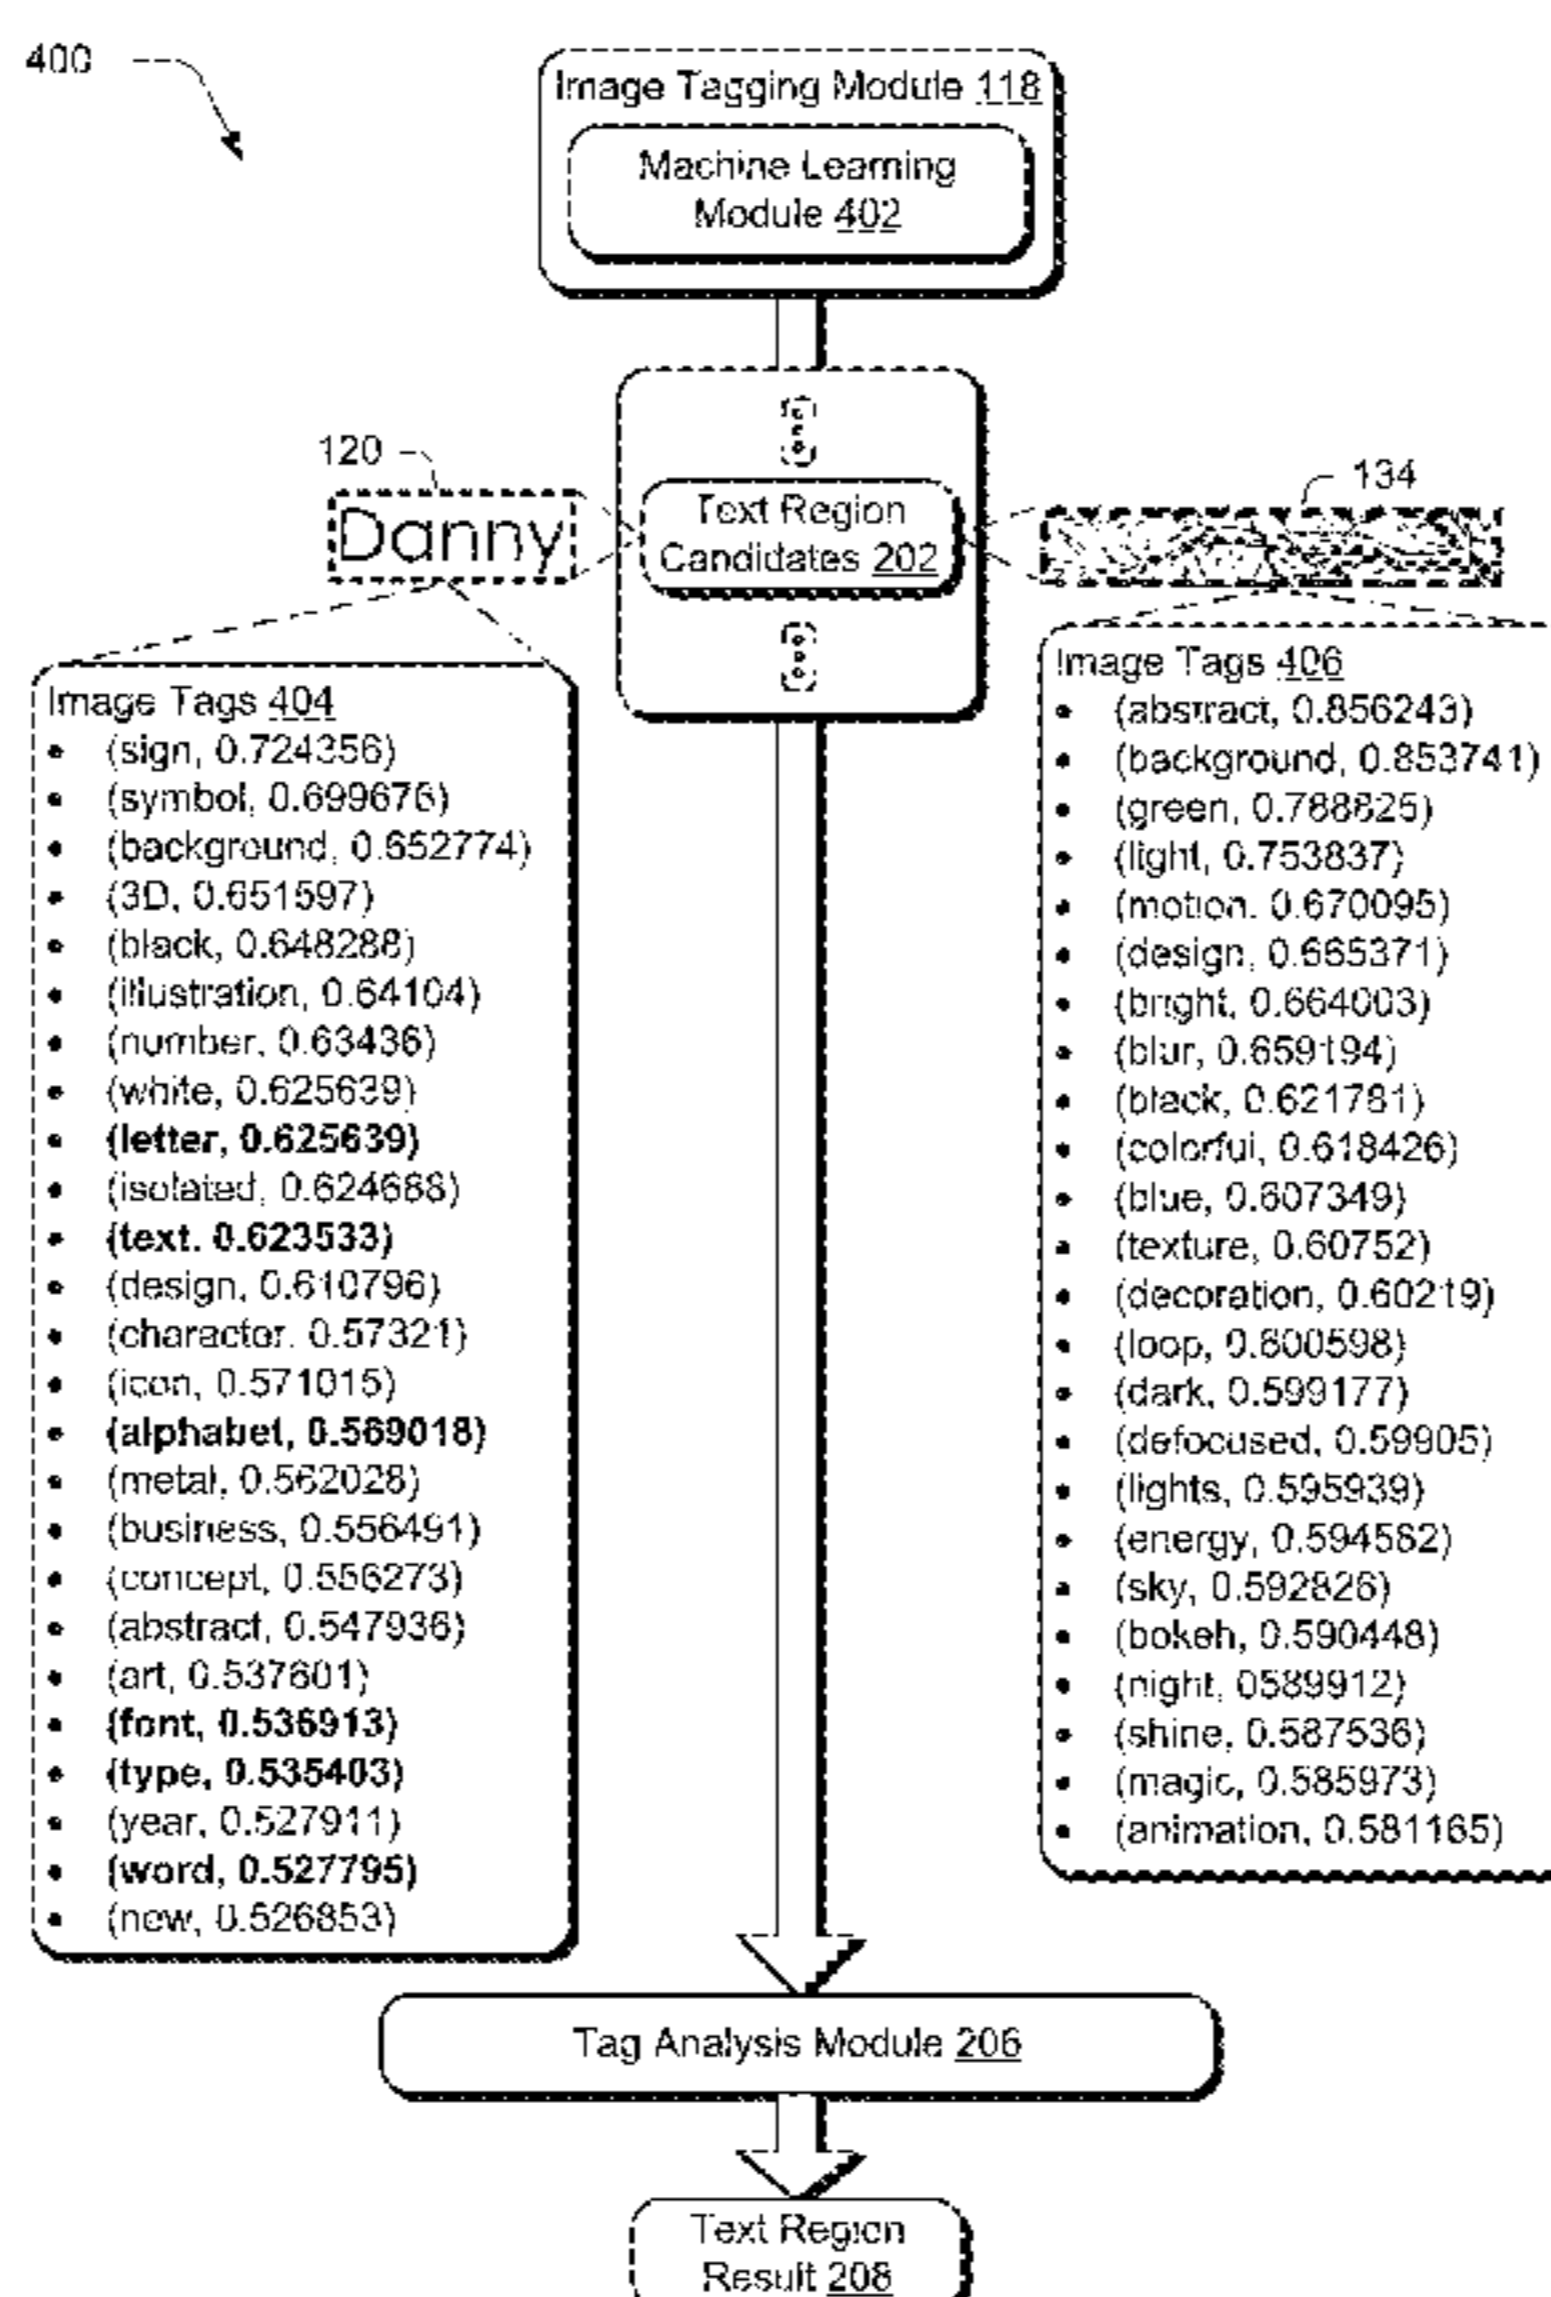 400
Image Tagging Module 118
Machine Learning
Module 402
120
Danny
Text Region
Candidates 202
134
Image Tags 404
(sign, 0.724356)
(symbol, 0.699676)
(background, 0.652774)
(3D, 0.651597)
(black, 0.648288)
(illustration, 0.64104)
(number, 0.63436)
(white, 0.625639)
(letter, 0.625639)
(isolated, 0.624668)
(text. 0.623533)
(design, 0.610796)
(character. 0.57321)
(icon, 0.571015)
(alphabet, 0.569018)
(metal, 0.562028)
(business, 0.556491)
(concept, 0.556273)
(abstract, 0.547936)
(art, 0.537601)
(font, 0.536913)
(type, 0.535403)
(year, 0.527911)
(word, 0.527795)
(new, 0.526853)
Image Tags 406
(abstract, 0.856243)
(background, 0.853741)
(green, 0.788825)
(light, 0.753837)
(motion. 0.670095)
(design, 0.665371)
(bright, 0.664003)
(blur, 0.659194)
(black, 0.621781)
(colorful, 0.618426)
(blue, 0.607349)
(texture, 0.60752)
(decoration, 0.60219)
(loop, 0.600598)
(dark, 0.599177)
(defocused, 0.59905)
(lights, 0.595939)
(energy, 0.594582)
(sky, 0.592826)
(bokeh, 0.590448)
(night, 0589912)
(shine, 0.587536)
(magic, 0.585973)
(animation, 0.581165)
Tag Analysis Module 206
Text Region
Result 208